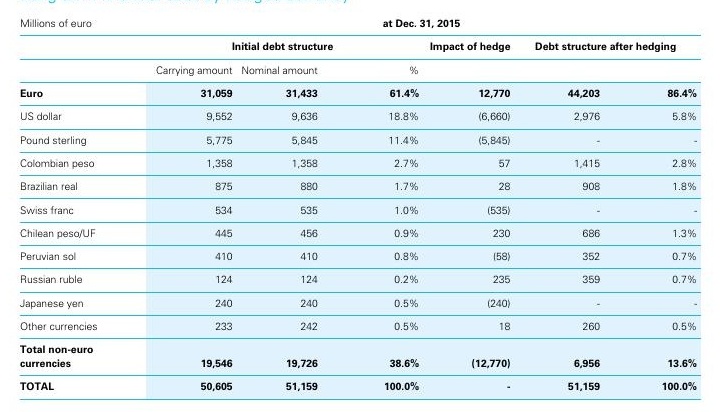 Millions of euro at Dec. 31, 2015
Initial debt structure Impact of hedge Debt structure after hedging
Carrying amount Nominal amount %
Euro 31,059 31,433 61.4% 12,770 44,203 86.4%
US dollar 9,552 9,636 18.8% (6,660) 2,976 5.8%
Pound sterling 5,775 5,845 11.4% (5,845) - -
Colombian peso 1,358 1,358 2.7% 57 1,415 2.8%
Brazilian real 875 880 1.7% 28 908 1.8%
Swiss franc 534 535 1.0% (535) - -
Chilean peso/UF 445 456 0.9% 230 686 1.3%
Peruvian sol 410 410 0.8% (58) 352 0.7%
Russian ruble 124 124 0.2% 235 359 0.7%
Japanese yen 240 240 0.5% (240) - -
Other currencies 233 242 0.5% 18 260 0.5%
Total non-euro
currencies 19,546 19,726 38.6% (12,770) 6,956 13.6%
TOTAL 50,605 51,159 100.0% - 51,159 100.0%